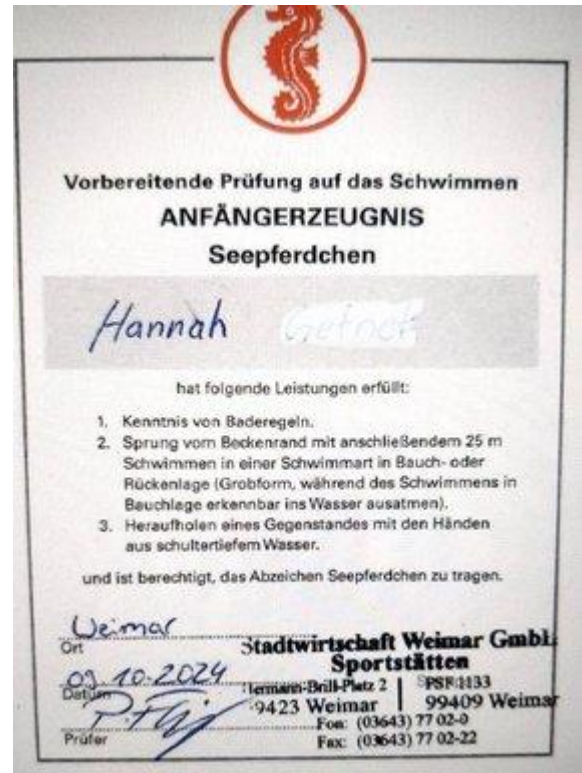 Vorbereitende Prüfung auf das Schwimmen
ANFÄNGERZEUGNIS
Seepferdchen
Hannah
hat folgende Leistungen erfüllt:
1. Kenntnis von Baderegeln.
2. Sprung vom Beckenrand mit anschließendem 25 m
Schwimmen in einer Schwimmart in Bauch- oder
Rückenlage (Grobform, während des Schwimmens in
Bauchlage erkennbar ins Wasser ausatmen).
3. Heraufholen eines Gegenstandes mit den Händen
aus schultertiefem Wasser.
und ist berechtigt, das Abzeichen Seepferdchen zu tragen.
Weimar
Ort
Stadtwirtschaft Weimar GmbH
Sportstätten
09.10.2024
Datum
Hermann-Brill-Platz 2 | PSF 1133
99423 Weimar | 99409 Weimar
Fon: (03643) 77 02-0
Prüfer
Fax: (03643) 77 02-22